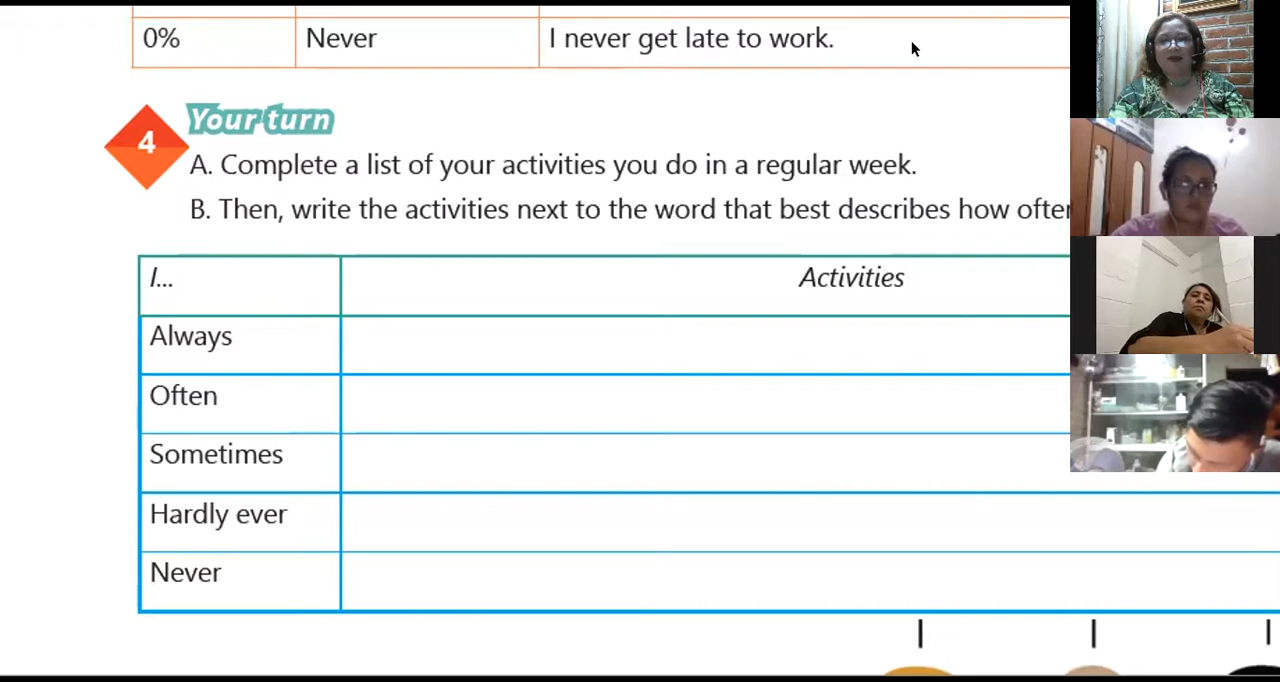 0% Never I never get late to work.
4 Your turn
A. Complete a list of your activities you do in a regular week.
B. Then, write the activities next to the word that best describes how often
I... Activities
Always
Often
Sometimes
Hardly ever
Never